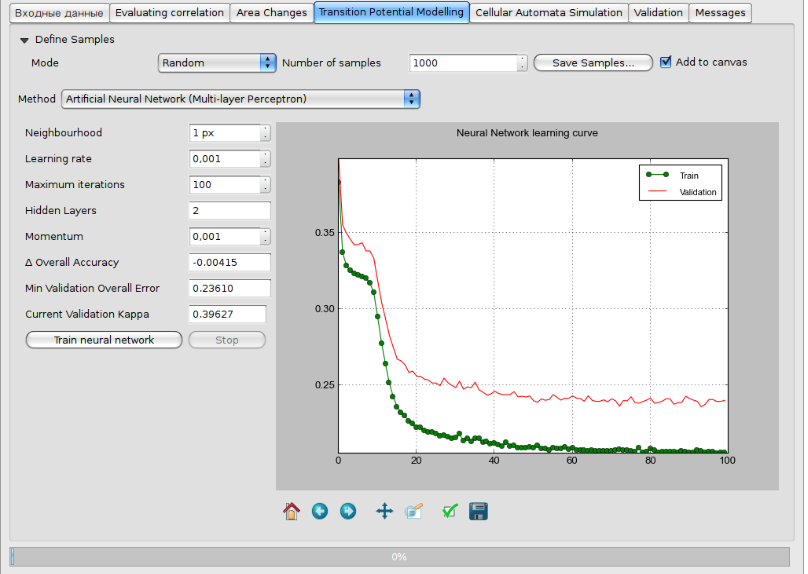 Входные данные Evaluating correlation Area Changes Transition Potential Modelling Cellular Automata Simulation Validation Messages
Define Samples
Mode Random Number of samples 1000 Save Samples... Add to canvas
Method Artificial Neural Network (Multi-layer Perceptron)
Neighbourhood 1 px
Learning rate 0,001
Maximum iterations 100
Hidden Layers 2
Momentum 0,001
Δ Overall Accuracy -0.00415
Min Validation Overall Error 0.23610
Current Validation Kappa 0.39627
Train neural network Stop
Neural Network learning curve
Train
Validation
0.35
0.30
0.25
0 20 40 60 80 100
0%